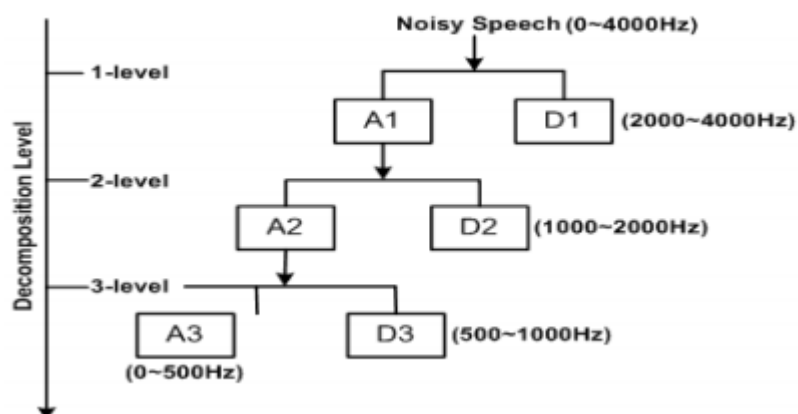 Noisy Speech (0~4000Hz)
1-level
A1
D1
(2000~4000Hz)
2-level
A2
D2
(1000~2000Hz)
3-level
A3
D3
(500~1000Hz)
(0~500Hz)
Decomposition Level